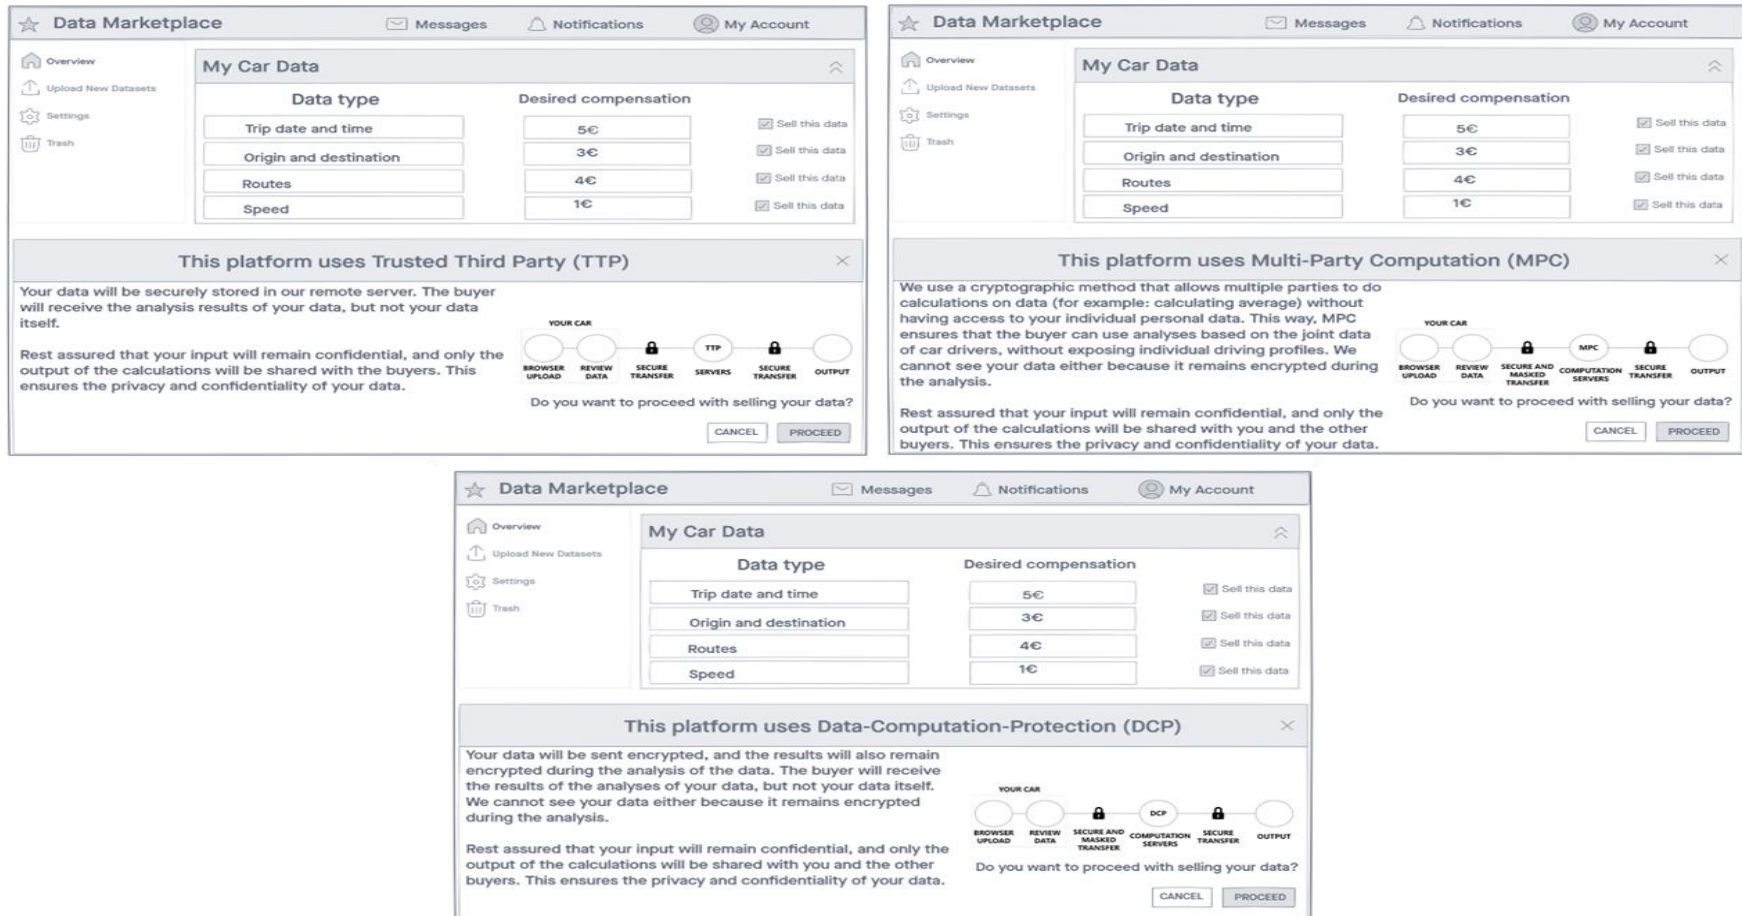 Data Marketplace
Messages
Notifications
My Account
Overview
Upload New Datasets
Settings
Trash
My Car Data
Data type
Desired compensation
Trip date and time
5€
Sell this data
Origin and destination
3€
Sell this data
Routes
4€
Sell this data
Speed
1€
Sell this data
This platform uses Trusted Third Party (TTP)
Your data will be securely stored in our remote server. The buyer
will receive the analysis results of your data, but not your data
itself.
Rest assured that your input will remain confidential, and only the
output of the calculations will be shared with the buyers. This
ensures the privacy and confidentiality of your data.
YOUR CAR
TTP
BROWSER UPLOAD
REVIEW DATA
SECURE TRANSFER
SERVERS
SECURE TRANSFER
OUTPUT
Do you want to proceed with selling your data?
CANCEL
PROCEED
Data Marketplace
Messages
Notifications
My Account
Overview
Upload New Datasets
Settings
Trash
My Car Data
Data type
Desired compensation
Trip date and time
5€
Sell this data
Origin and destination
3€
Sell this data
Routes
4€
Sell this data
Speed
1€
Sell this data
This platform uses Multi-Party Computation (MPC)
We use a cryptographic method that allows multiple parties to do
calculations on data (for example: calculating average) without
having access to your individual personal data. This way, MPC
ensures that the buyer can use analyses based on the joint data
of car drivers, without exposing individual driving profiles. We
cannot see your data either because it remains encrypted during
the analysis.
Rest assured that your input will remain confidential, and only the
output of the calculations will be shared with you and the other
buyers. This ensures the privacy and confidentiality of your data.
YOUR CAR
MPC
BROWSER UPLOAD
REVIEW DATA
SECURE AND MASKED TRANSFER
COMPUTATION SERVERS
SECURE TRANSFER
OUTPUT
Do you want to proceed with selling your data?
CANCEL
PROCEED
Data Marketplace
Messages
Notifications
My Account
Overview
Upload New Datasets
Settings
Trash
My Car Data
Data type
Desired compensation
Trip date and time
5€
Sell this data
Origin and destination
3€
Sell this data
Routes
4€
Sell this data
Speed
1€
Sell this data
This platform uses Data-Computation-Protection (DCP)
Your data will be sent encrypted, and the results will also remain
encrypted during the analysis of the data. The buyer will receive
the results of the analyses of your data, but not your data itself.
We cannot see your data either because it remains encrypted
during the analysis.
Rest assured that your input will remain confidential, and only the
output of the calculations will be shared with you and the other
buyers. This ensures the privacy and confidentiality of your data.
YOUR CAR
DCP
BROWSER UPLOAD
REVIEW DATA
SECURE AND MASKED TRANSFER
COMPUTATION SERVERS
SECURE TRANSFER
OUTPUT
Do you want to proceed with selling your data?
CANCEL
PROCEED